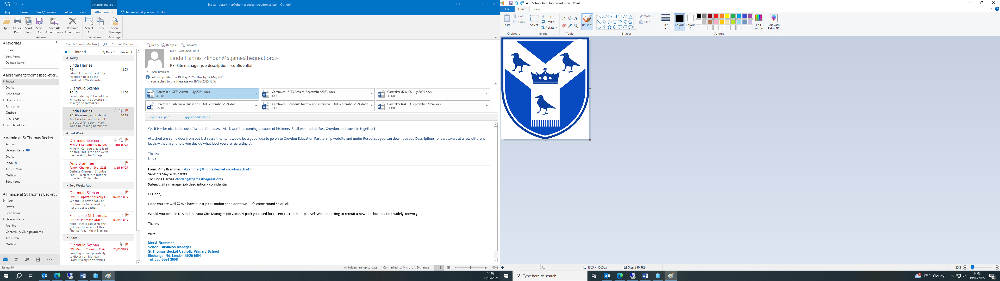 Attachment Tools
Inbox - abrammer@thomasbecket.croydon.sch.uk - Outlook
File Home Send / Receive Folder View Attachments Tell me what you want to do...
Open Quick Print Send To Save As Save All Attachments Remove Attachment Select All Copy Show Message
Actions Selection Message
Favorites
Inbox
Sent Items
Deleted Items
abrammer@thomasbecket.cr...
Inbox
Drafts
Sent Items
Deleted Items
Junk Email
Outbox
RSS Feeds
Search Folders
Admin at St Thomas Becket...
Archive
Deleted Items 88
Drafts
Inbox 5
Junk E-Mail
Outbox
Sent Items
Finance at St Thomas Becket...
Inbox
Drafts
Sent Items
Deleted Items
Archive
Canterbury Club payments
Junk Email
Outbox
Items: 10
Search Current Mailbox (... Current Mailbox
All Unread By Date Newest
Today
Linda Harries
RE: 12:03
I don't know – it's a drinks
reception held by the
Cardinal of Westminster
Diarmuid Skehan
RE: JD's 11:00
I'm wondering if it would be
HR compliant to advertise it
as a hybrid caretaker /
Linda Harries
RE: Site manager job descri... 10:15
Yes it is – be nice to be out
of school for a day. Mark
won't be coming because of
Last Week
Diarmuid Skehan
FW: DfE Condition Data Co... Thu 15/05
Hi Amy, Can you please lead
on this. This is the one we've
been waiting for for ages.
Amy Brammer
Payroll Changes - Sept 2025 Wed 14/05
Definite Changes: Shontae
Badu – Keep role in budget
from Sept 25 Jennifer
Two Weeks Ago
Diarmuid Skehan
FW: DfE Update (formerly E... 07/05/2025
We should have a look at
this finance benchmarking
(1st article) together.
Finance at St Thomas... !
RE: HNF Purchase Order 06/05/2025
Hello, Please can someone
get back to me about this?
Thanks Amy Mrs A Brammer
Older
Diarmuid Skehan
FW: Mentor Training: Claim... 28/03/2025
Funding reclaim possibility
to discuss on Monday
From: Primary Partnerships
Reply Reply All Forward
Mon 19/05/2025 10:15
Linda Harries <lindah@stjamesthegreat.org>
RE: Site manager job description - confidential
To Amy Brammer
Follow up. Start by 19 May 2025. Due by 19 May 2025.
You replied to this message on 19/05/2025 13:57.
Caretaker - SJTG Advert -July 2024.docx
47 KB
Caretaker - SJTG Advert -September 2023.docx
46 KB
Caretaker JD & PS July 2024.docx
39 KB
Caretaker - Interview Questions - 3rd September 2024.doc
55 KB
Caretaker - Schedule for task and interview - 3rd September 2024.docx
13 KB
Caretaker task - 3 September 2024.docx
14 KB
Report As Spam Suggested Meetings
Yes it is – be nice to be out of school for a day. Mark won't be coming because of his knee. Shall we meet at East Croydon and travel in together?
Attached are some docs from out last recruitment. It would be a good idea to go on to Croydon Education Partnership website and under Resources you can download Job Descriptions for caretakers at a few different
levels – that might help you decide what level you are recruiting at.
Thanks
Linda
From: Amy Brammer <abrammer@thomasbecket.croydon.sch.uk>
Sent: 19 May 2025 10:09
To: Linda Harries <lindah@stjamesthegreat.org>
Subject: Site manager job description - confidential
Hi Linda,
Hope you are well ☺ We have our trip to London soon don't we – it's come round so quick.
Would you be able to send me your Site Manager job vacancy pack you used for recent recruitment please? We are looking to recruit a new one but this isn't widely known yet.
Thanks
Amy
Mrs A Brammer
School Business Manager
St Thomas Becket Catholic Primary School
Birchanger Rd, London SE25 5BN
Tel. 020 8654 3006
All folders are up to date. Connected to: Microsoft Exchange 100%
14:03
19/05/2025
School logo high resolution - Paint
File Home View
Paste Cut Copy Select Crop Resize Rotate A Brushes Outline Fill Size Colour 1 Colour 2 Edit colours Edit with Paint 3D
Clipboard Image Tools Shapes Colours
1353 × 1565px Size: 390.3KB 25%
Type here to search
17°C Cloudy
14:03
19/05/2025